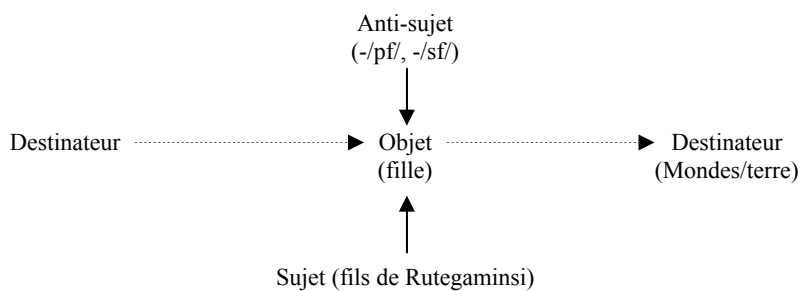 Anti-sujet
(-/pf/, -/sf/)
Destinateur
Objet
(fille)
Destinateur
(Mondes/terre)
Sujet (fils de Rutegaminsi)